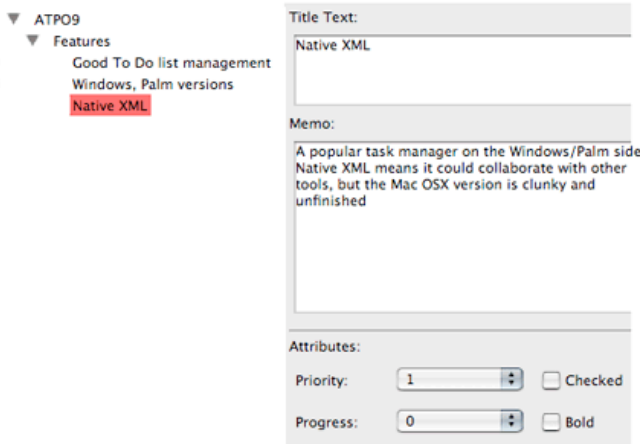 ATPO9
Features
Good To Do list management
Windows, Palm versions
Native XML
Title Text:
Native XML
Memo:
A popular task manager on the Windows/Palm side
Native XML means it could collaborate with other
tools, but the Mac OSX version is clunky and
unfinished
Attributes:
Priority: 1 Checked
Progress: 0 Bold